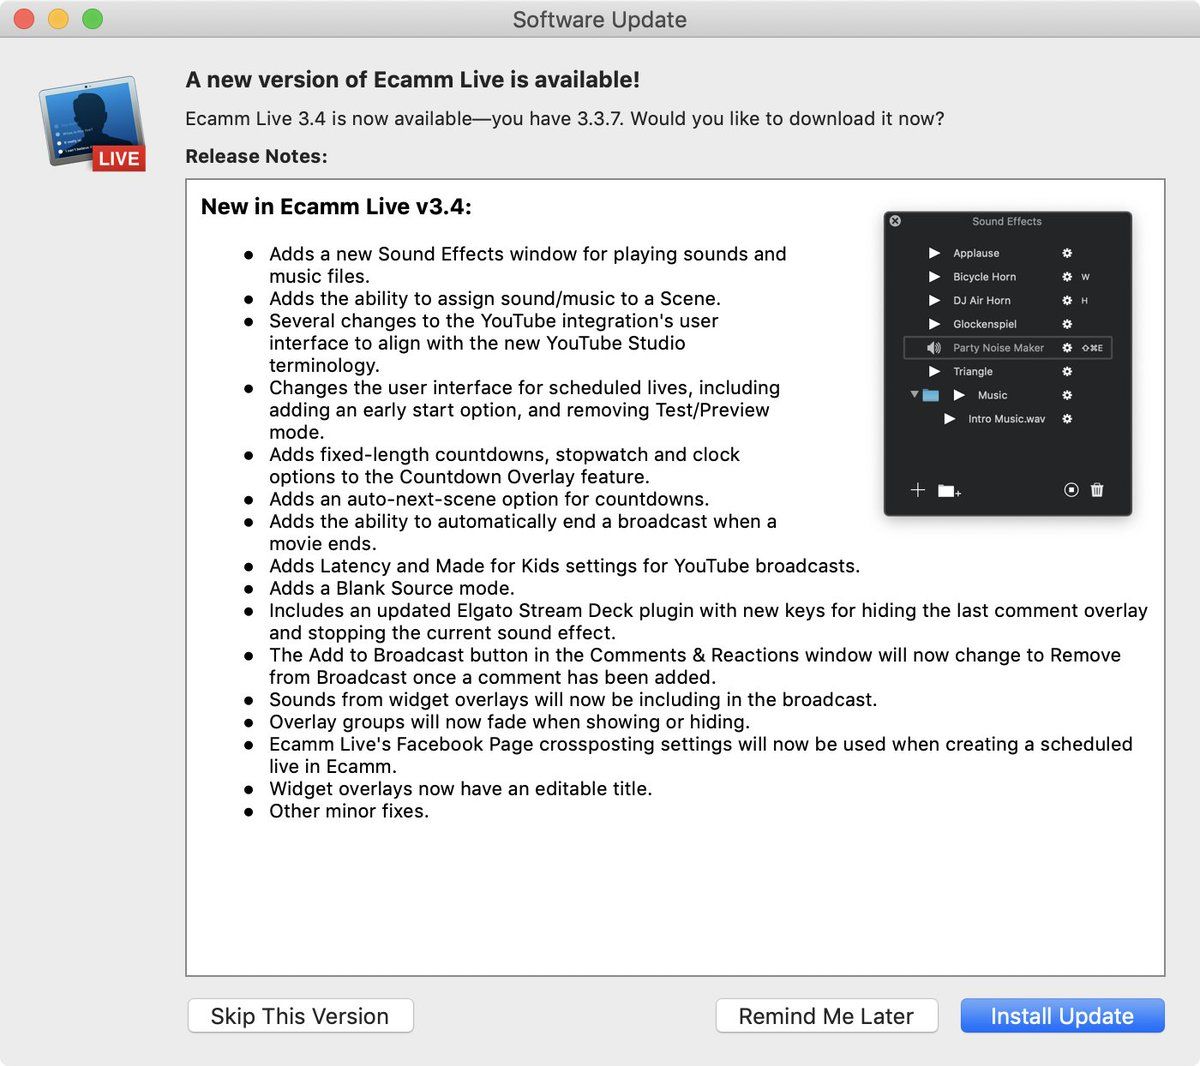 Software Update
A new version of Ecamm Live is available!
Ecamm Live 3.4 is now available—you have 3.3.7. Would you like to download it now?
LIVE
Release Notes:
New in Ecamm Live v3.4:
● Adds a new Sound Effects window for playing sounds and
music files.
● Adds the ability to assign sound/music to a Scene.
● Several changes to the YouTube integration's user
interface to align with the new YouTube Studio
terminology.
● Changes the user interface for scheduled lives, including
adding an early start option, and removing Test/Preview
mode.
● Adds fixed-length countdowns, stopwatch and clock
options to the Countdown Overlay feature.
● Adds an auto-next-scene option for countdowns.
● Adds the ability to automatically end a broadcast when a
movie ends.
● Adds Latency and Made for Kids settings for YouTube broadcasts.
● Adds a Blank Source mode.
● Includes an updated Elgato Stream Deck plugin with new keys for hiding the last comment overlay
and stopping the current sound effect.
● The Add to Broadcast button in the Comments & Reactions window will now change to Remove
from Broadcast once a comment has been added.
● Sounds from widget overlays will now be including in the broadcast.
● Overlay groups will now fade when showing or hiding.
● Ecamm Live's Facebook Page crossposting settings will now be used when creating a scheduled
live in Ecamm.
● Widget overlays now have an editable title.
● Other minor fixes.
Sound Effects
Applause
Bicycle Horn W
DJ Air Horn H
Glockenspiel
Party Noise Maker ⇧⌘E
Triangle
Music
Intro Music.wav
Skip This Version
Remind Me Later
Install Update